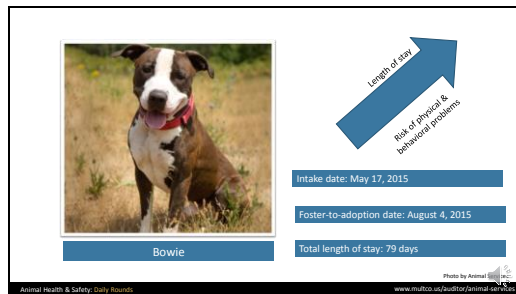 Length of stay
Risk of physical &
behavioral problems
Intake date: May 17, 2015
Foster-to-adoption date: August 4, 2015
Bowie
Total length of stay: 79 days
Photo by Animal
Animal Health & Safety: Daily Rounds
www.multco.us/auditor/animal-services